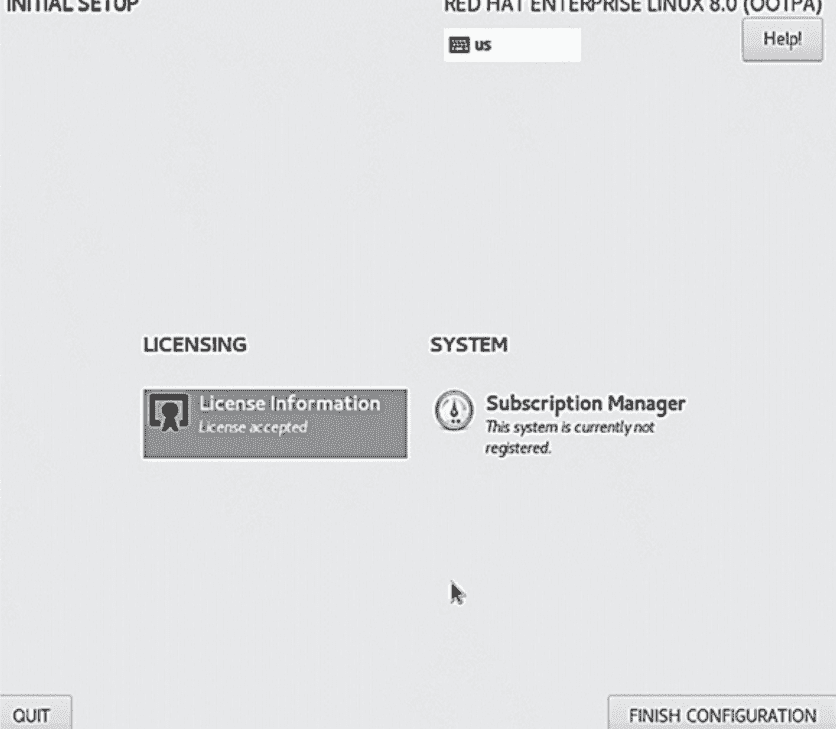 INITIAL SETUP
RED HAT ENTERPRISE LINUX 8.0 (OOTPA)
us
Help!
LICENSING
SYSTEM
License Information
License accepted
Subscription Manager
This system is currently not
registered.
QUIT
FINISH CONFIGURATION